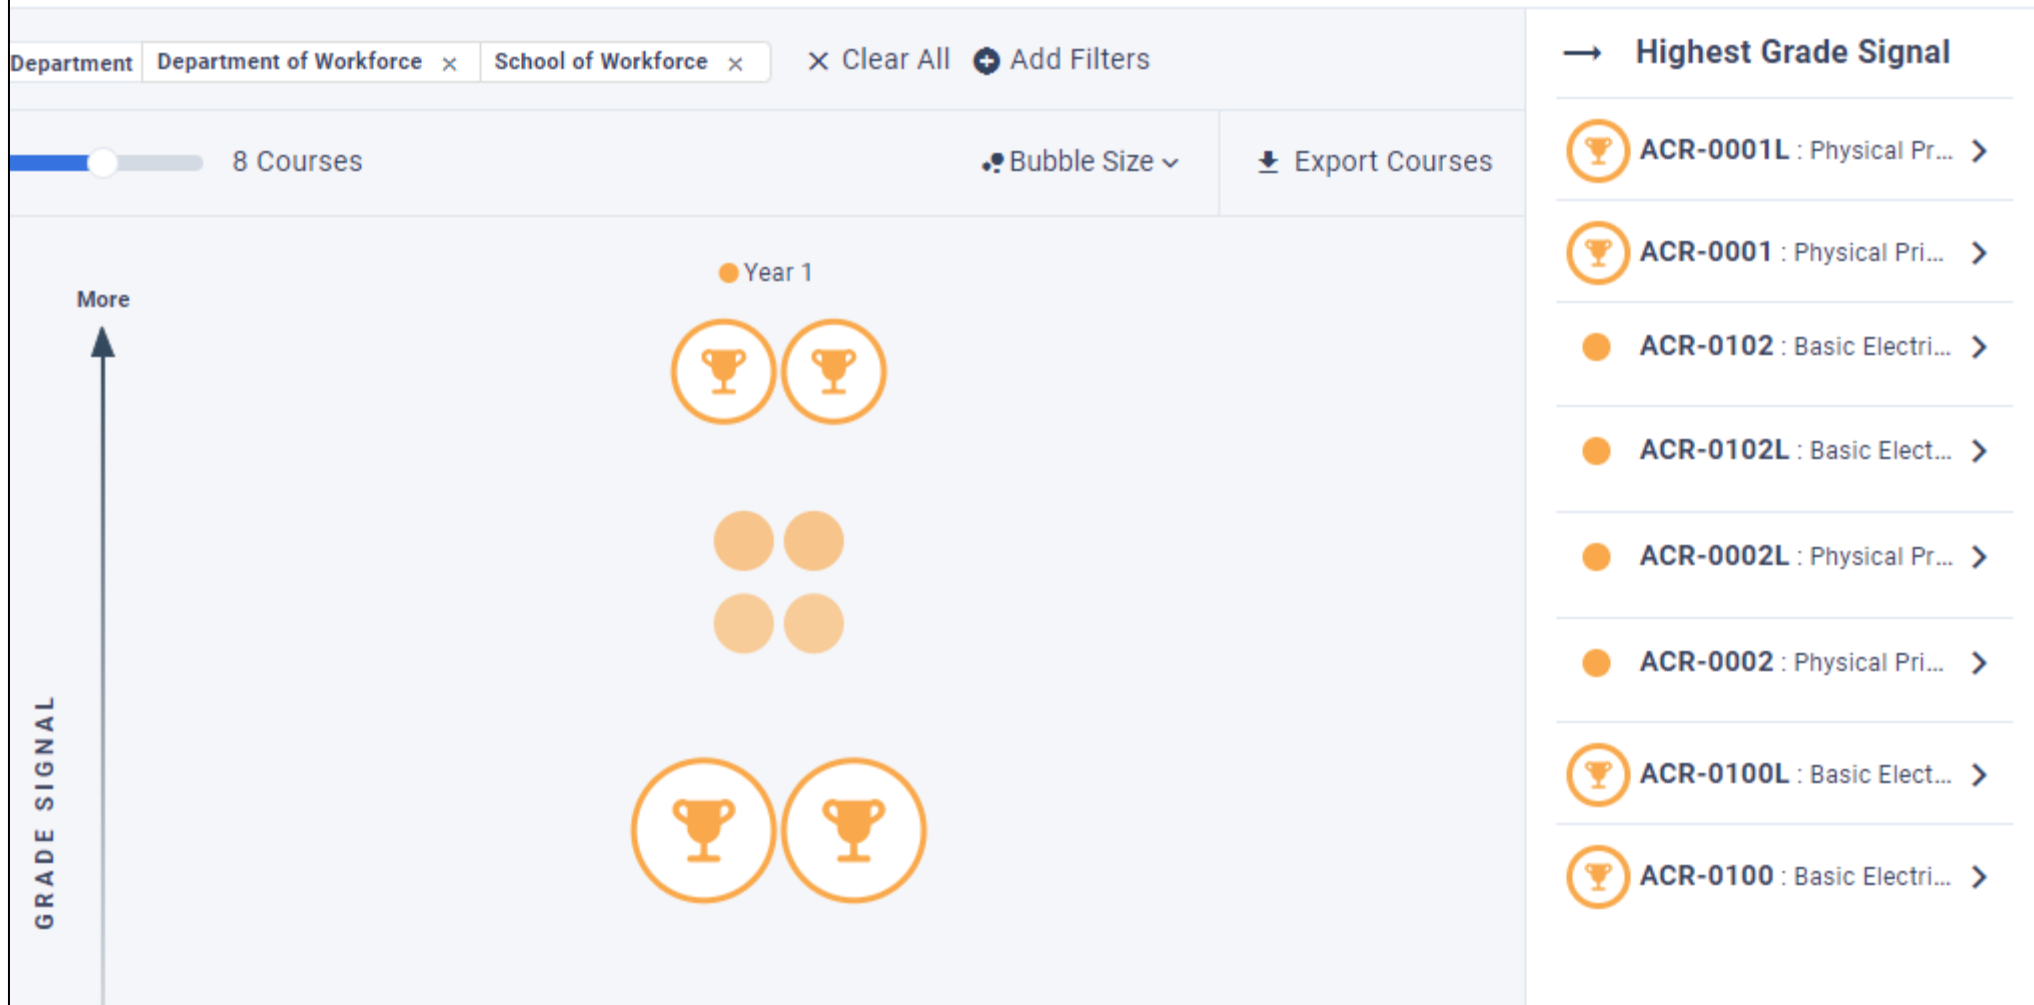 Department Department of Workforce × School of Workforce × × Clear All Add Filters
8 Courses Bubble Size Export Courses
Year 1
More
GRADE SIGNAL
Highest Grade Signal
ACR-0001L : Physical Pr...
ACR-0001 : Physical Pri...
ACR-0102 : Basic Electri...
ACR-0102L : Basic Elect...
ACR-0002L : Physical Pr...
ACR-0002 : Physical Pri...
ACR-0100L : Basic Elect...
ACR-0100 : Basic Electri...